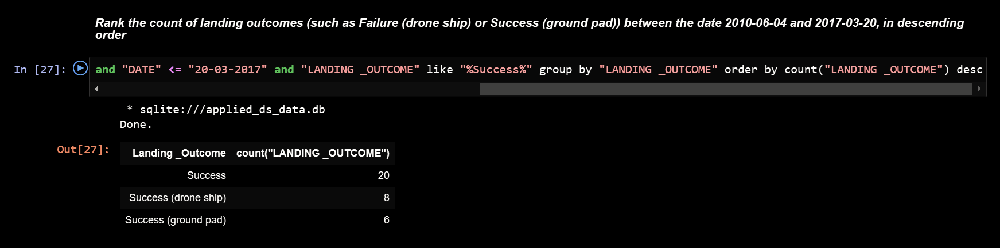 Rank the count of landing outcomes (such as Failure (drone ship) or Success (ground pad)) between the date 2010-06-04 and 2017-03-20, in descending
order
In [27]: and "DATE" <= "20-03-2017" and "LANDING _OUTCOME" like "%Success%" group by "LANDING _OUTCOME" order by count("LANDING _OUTCOME") desc
* sqlite:///applied_ds_data.db
Done.
Out[27]:
Landing _Outcome count("LANDING _OUTCOME")
Success 20
Success (drone ship) 8
Success (ground pad) 6